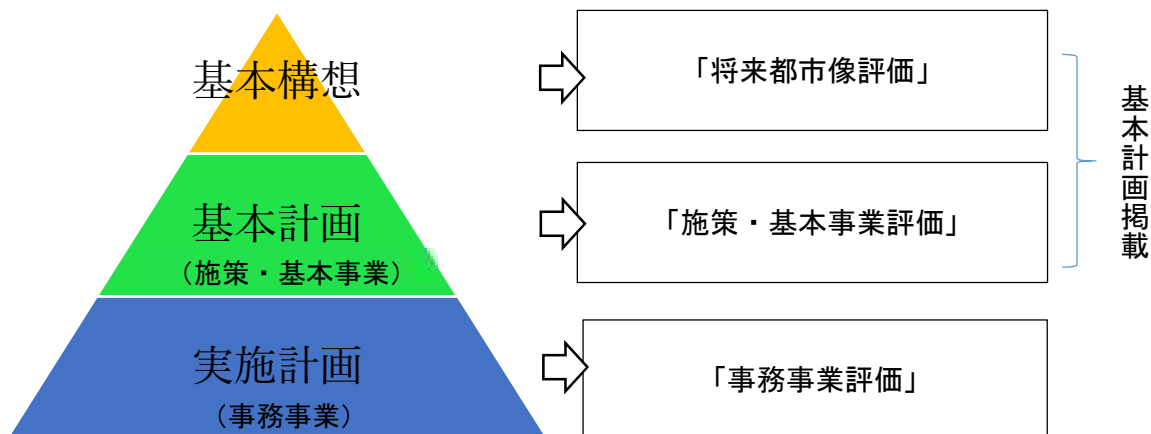 基本構想
「将来都市像評価」
基本計画
（施策・基本事業）
「施策・基本事業評価」
実施計画
（事務事業）
「事務事業評価」
基本計画掲載